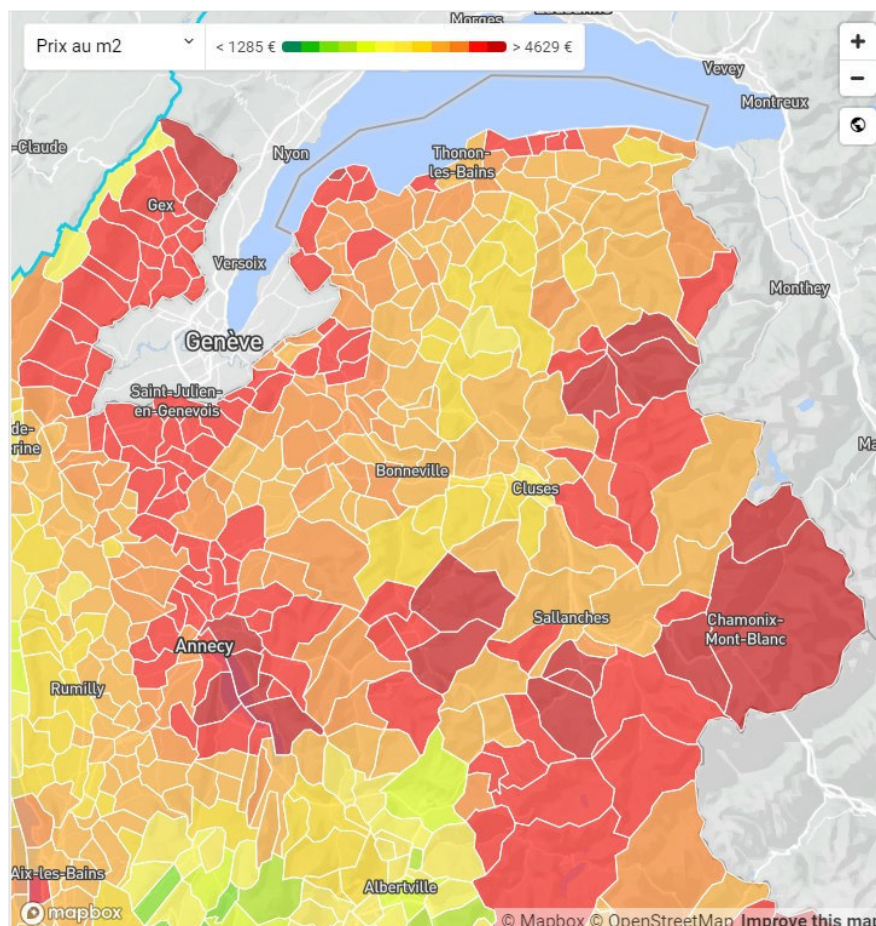 Morges
Prix au m2
< 1285 €
> 4629 €
+
−
Vevey
Montreux
-Claude
Nyon
Thonon-
les-Bains
Gex
Versoix
Monthey
Genève
Saint-Julien-
en-Genevois
de-
rine
Bonneville
Ma
Cluses
Sallanches
Chamonix-
Mont-Blanc
Annecy
Rumilly
Aix-les-Bains
Albertville
mapbox
© Mapbox © OpenStreetMap Improve this map